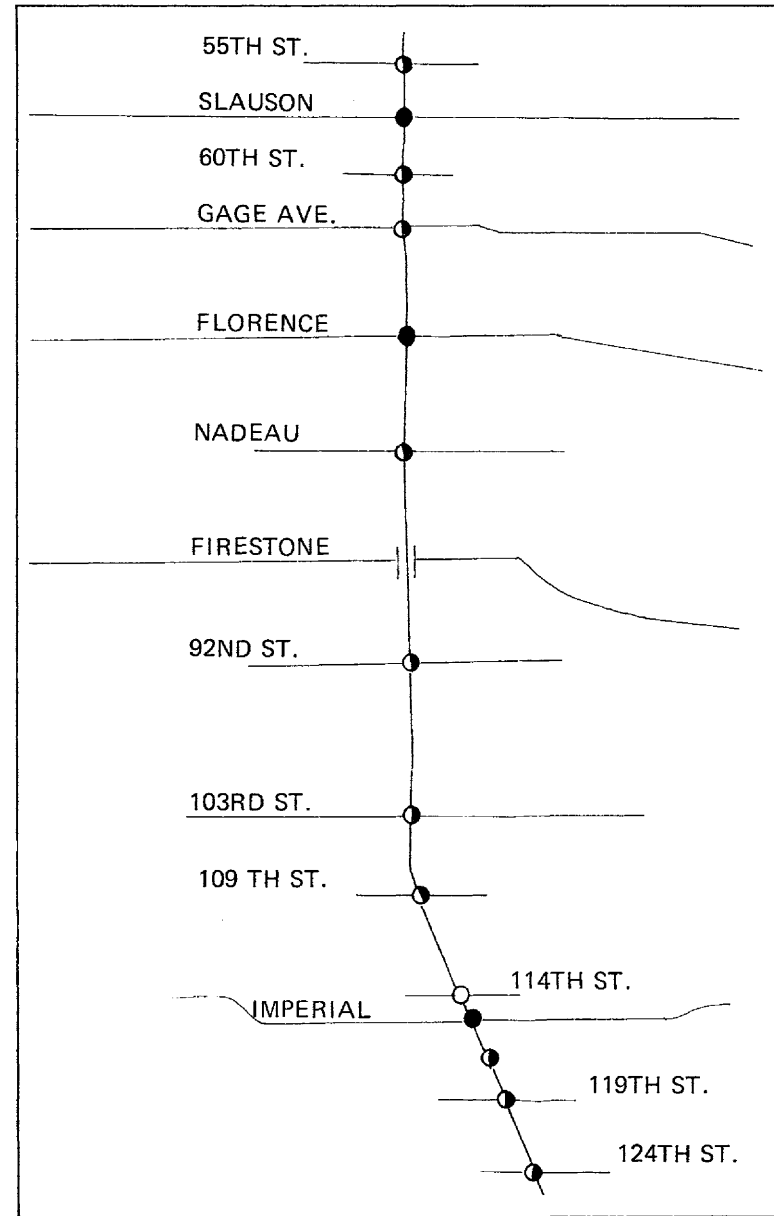 55TH ST.
SLAUSON
60TH ST.
GAGE AVE.
FLORENCE
NADEAU
FIRESTONE
92ND ST.
103RD ST.
109 TH ST.
114TH ST.
IMPERIAL
119TH ST.
124TH ST.